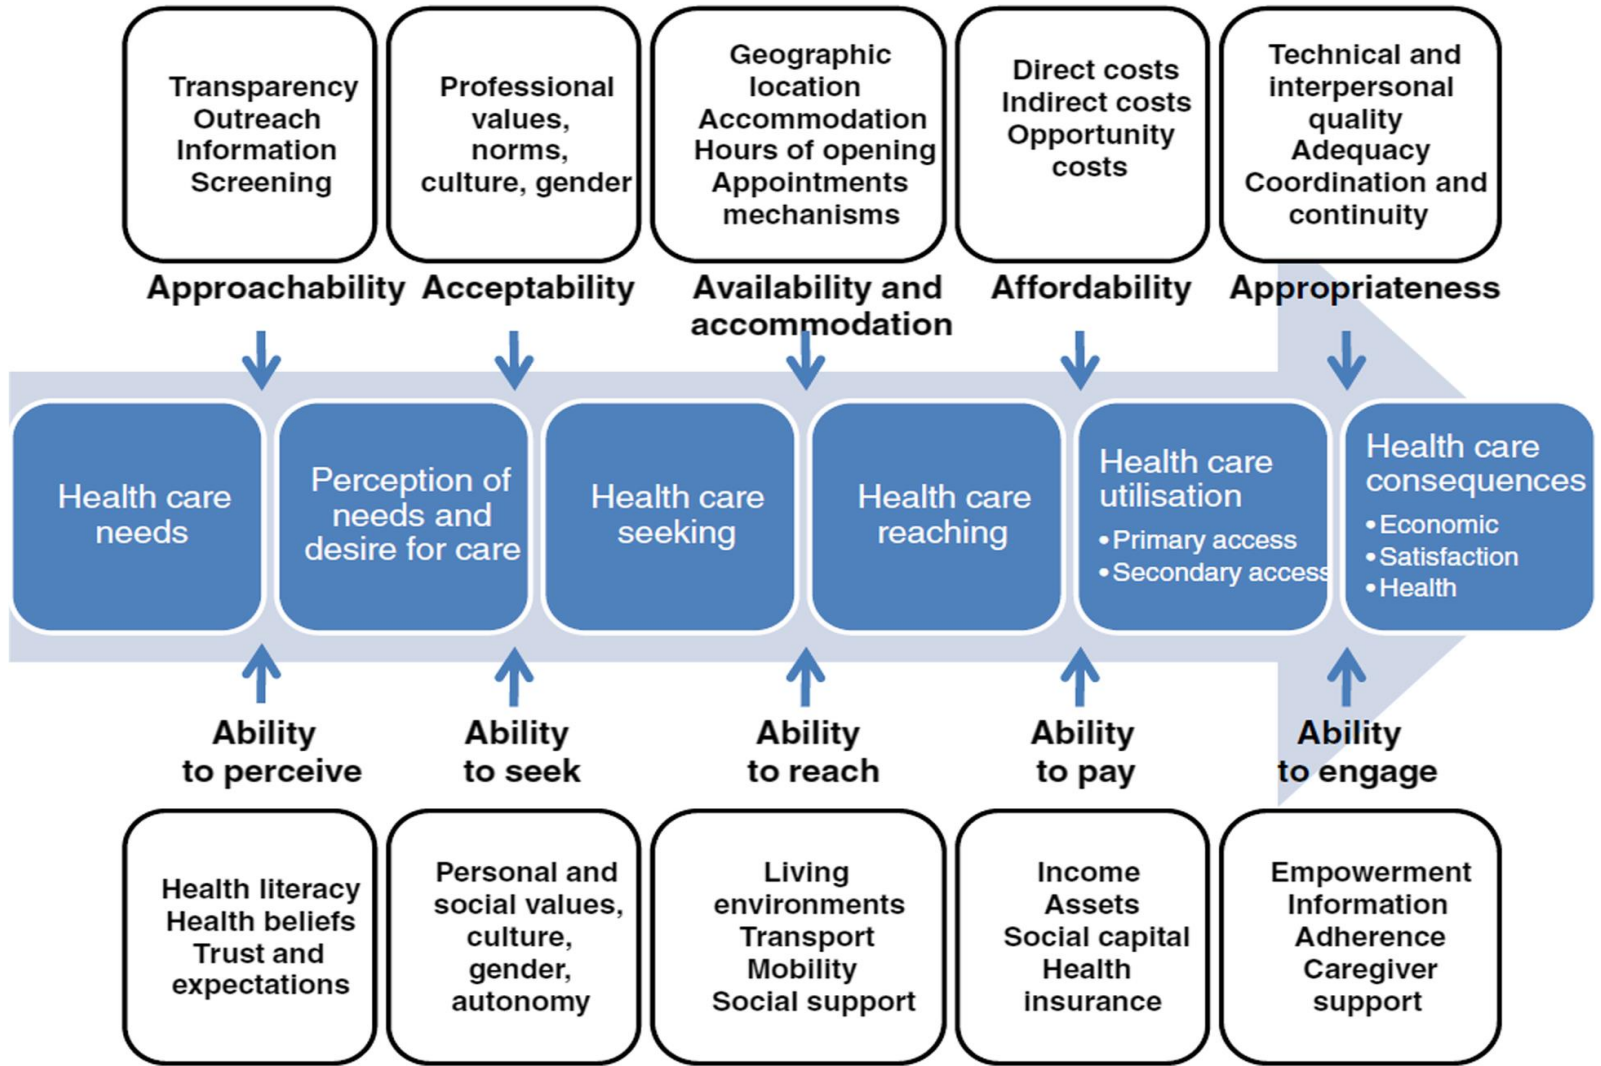 Transparency
Outreach
Information
Screening
Professional
values,
norms,
culture, gender
Geographic
location
Accommodation
Hours of opening
Appointments
mechanisms
Direct costs
Indirect costs
Opportunity
costs
Technical and
interpersonal
quality
Adequacy
Coordination and
continuity
Approachability
Acceptability
Availability and
accommodation
Affordability
Appropriateness
Health care
needs
Perception of
needs and
desire for care
Health care
seeking
Health care
reaching
Health care
utilisation
•Primary access
•Secondary access
Health care
consequences
•Economic
•Satisfaction
•Health
Ability
to perceive
Ability
to seek
Ability
to reach
Ability
to pay
Ability
to engage
Health literacy
Health beliefs
Trust and
expectations
Personal and
social values,
culture,
gender,
autonomy
Living
environments
Transport
Mobility
Social support
Income
Assets
Social capital
Health
insurance
Empowerment
Information
Adherence
Caregiver
support